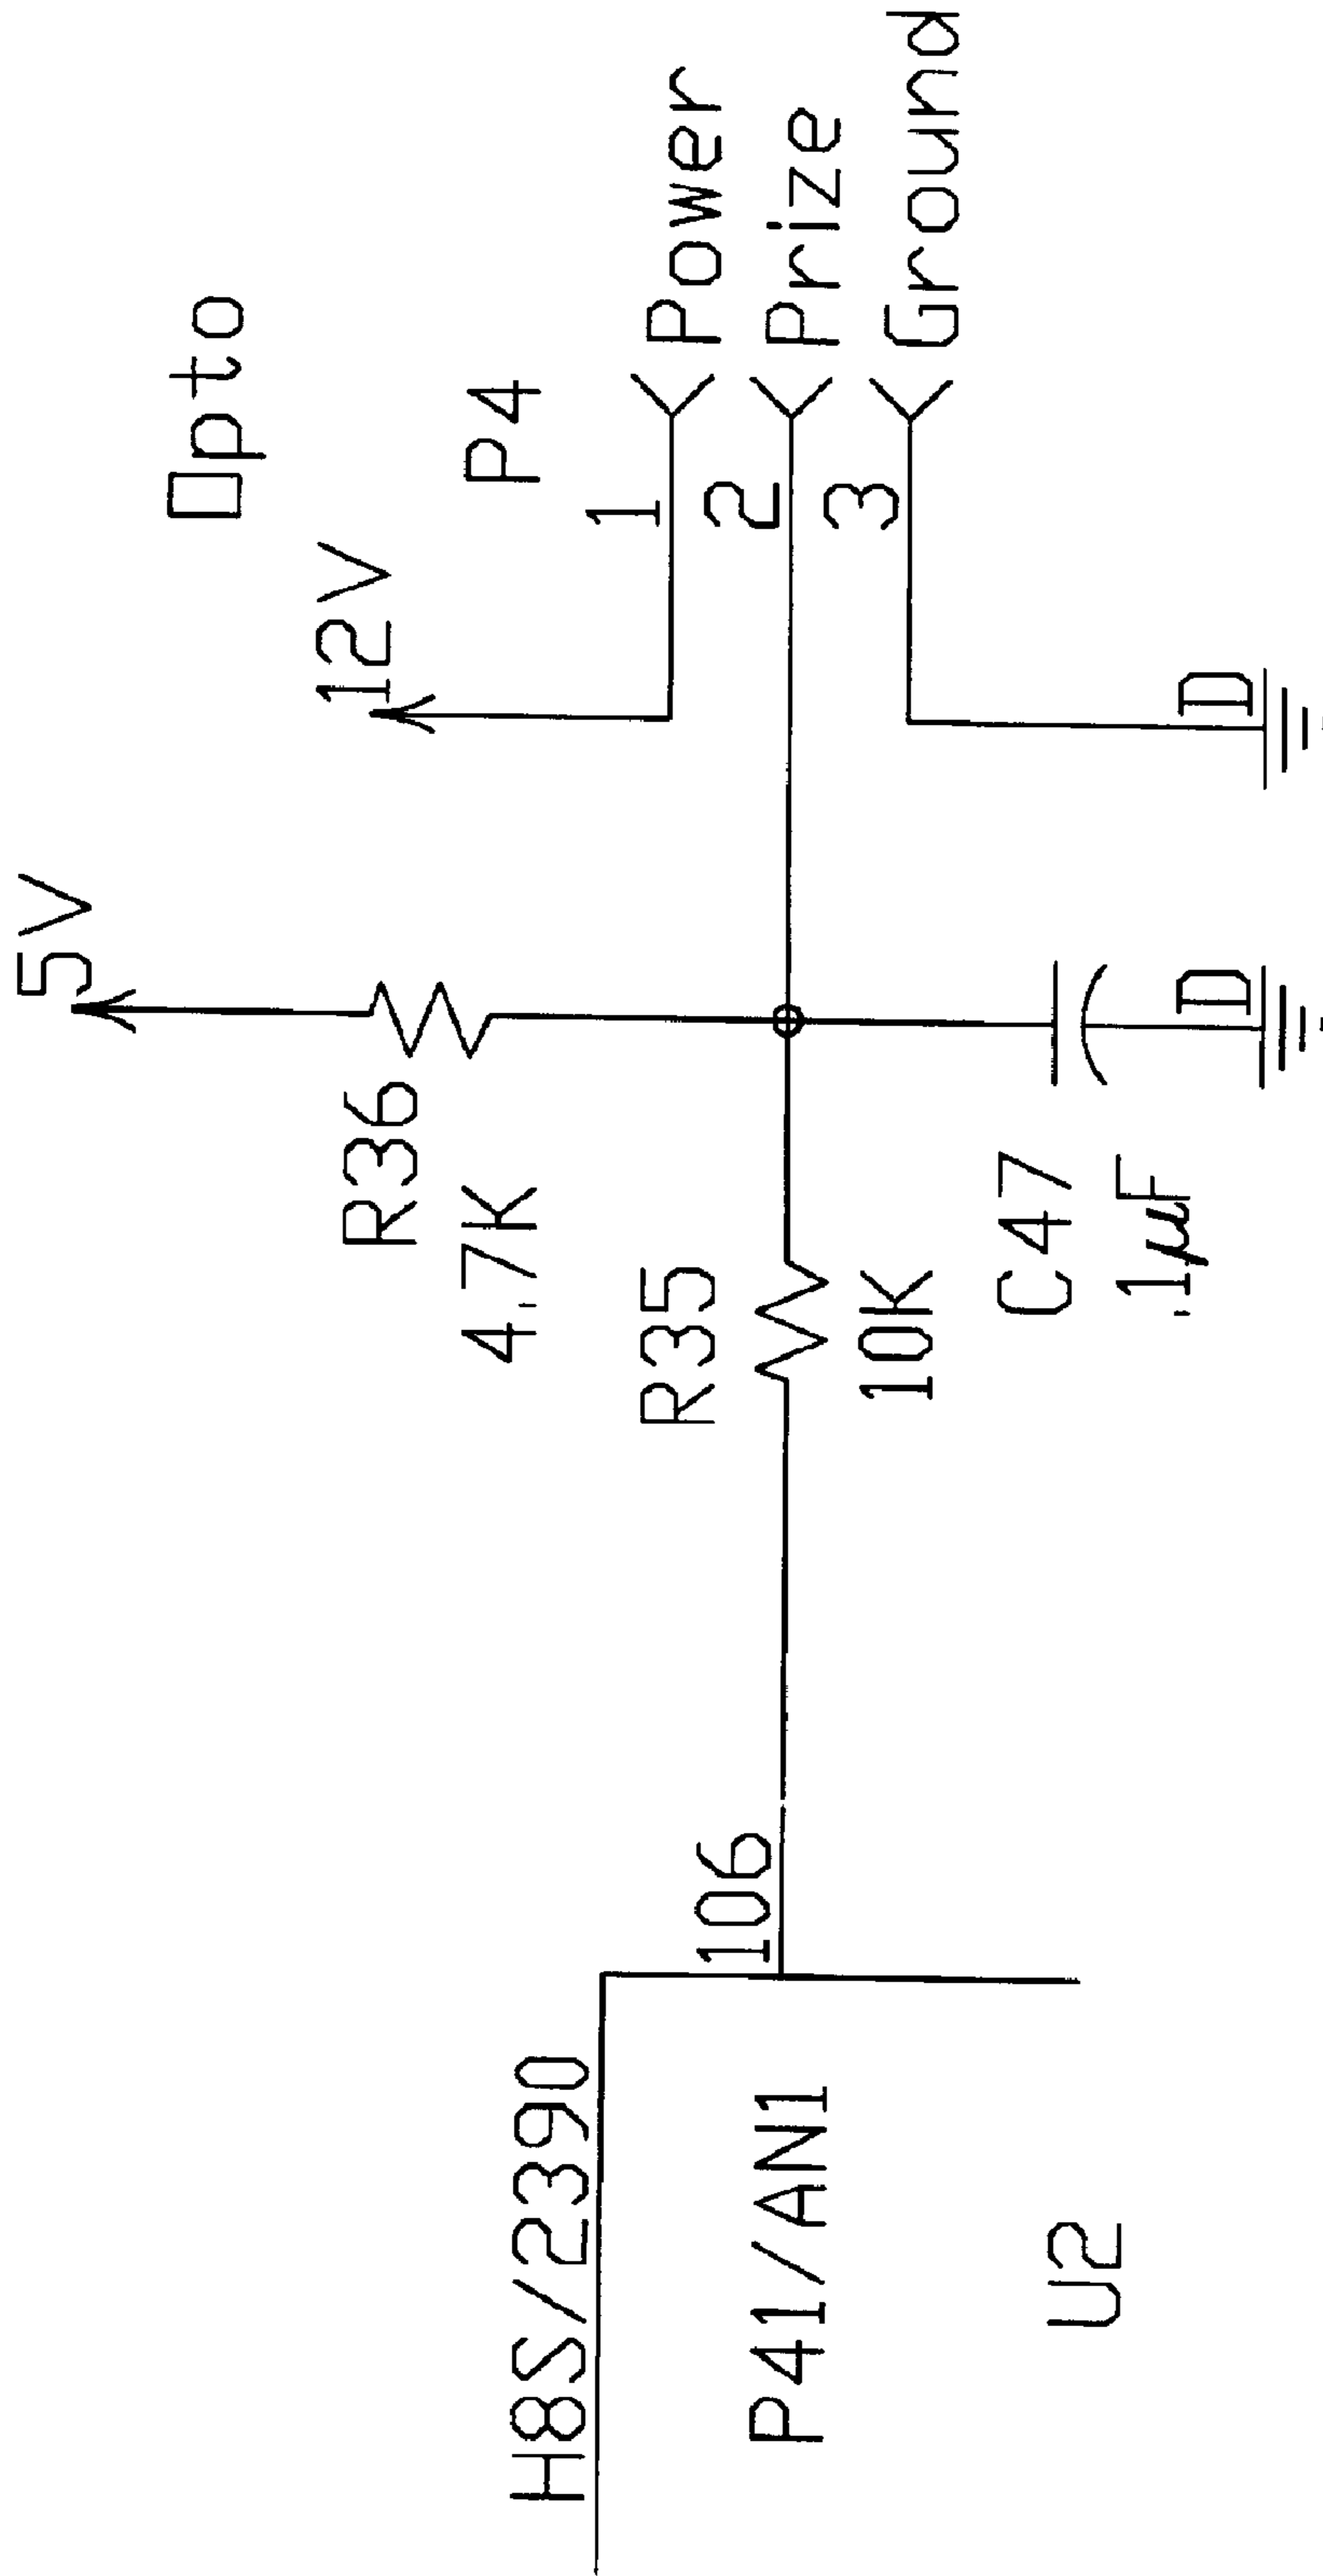 5V
12V
Opto
R36
4.7K
P4
H8S/2390
106
R35
1
Power
P41/AN1
10K
2
Prize
3
Ground
U2
C47
.1µF
D
D